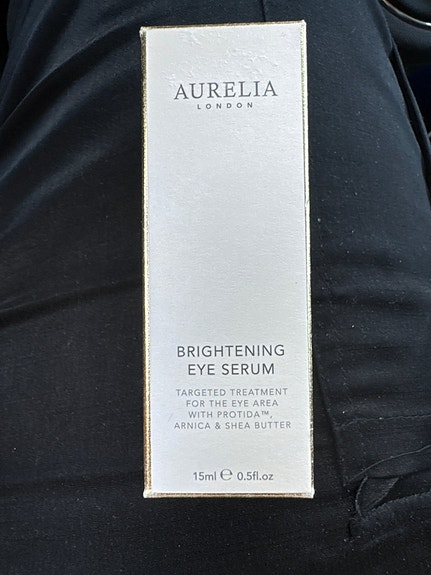 AURELIA
LONDON
BRIGHTENING
EYE SERUM
TARGETED TREATMENT
FOR THE EYE AREA
WITH PROTIDA™,
ARNICA & SHEA BUTTER
15ml ℮ 0.5fl.oz